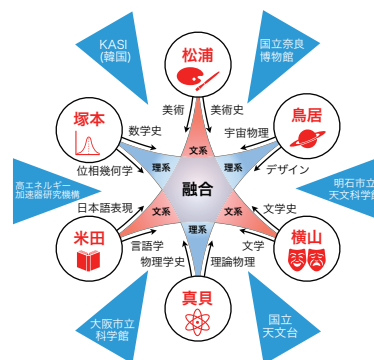 KASI
(韓国)
松浦
国立奈良
博物館
美術
美術史
塚本
鳥居
数学史
宇宙物理
文系
理系
理系
位相幾何学
デザイン
高エネルギー
加速器研究機構
融合
明石市立
天文科学館
日本語表現
文学史
文系
文系
米田
横山
言語学
文学
理系
物理学史
理論物理
真貝
大阪市立
科学館
国立
天文台